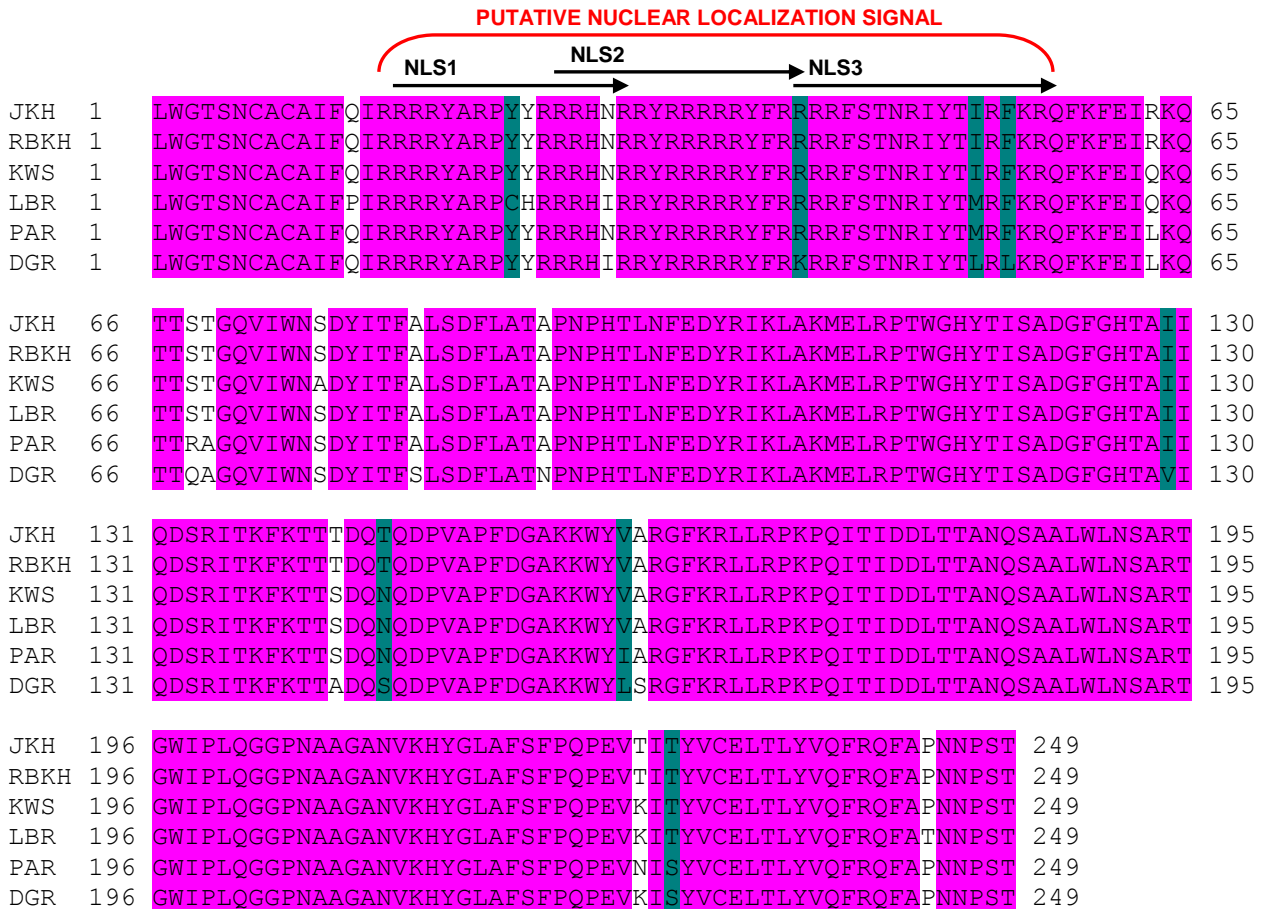 PUTATIVE NUCLEAR LOCALIZATION SIGNAL
NLS1 NLS2 NLS3
JKH 1 LWGTSNCACAIFQIRRRRYARPYYRRRHNRRYRRRRRYFRRRRFSTNRIYTIRFKRQFKFEIRKQ 65
RBKH 1 LWGTSNCACAIFQIRRRRYARPYYRRRHNRRYRRRRRYFRRRRFSTNRIYTIRFKRQFKFEIRKQ 65
KWS 1 LWGTSNCACAIFQIRRRRYARPYYRRRHNRRYRRRRRYFRRRRFSTNRIYTIRFKRQFKFEIQKQ 65
LBR 1 LWGTSNCACAIFPIRRRRYARPCHRRRHIRRYRRRRRYFRRRRFSTNRIYTMRFKRQFKFEIQKQ 65
PAR 1 LWGTSNCACAIFQIRRRRYARPYYRRRHNRRYRRRRRYFRRRRFSTNRIYTMRFKRQFKFEILKQ 65
DGR 1 LWGTSNCACAIFQIRRRRYARPYYRRRHIRRYRRRRRYFRKRRFSTNRIYTLRLKRQFKFEILKQ 65
JKH 66 TTSTGQVIWNSDYITFALSDFLATAPNPHTLNFEDYRIKLAKMELRPTWGHYTISADGFGHTAII 130
RBKH 66 TTSTGQVIWNSDYITFALSDFLATAPNPHTLNFEDYRIKLAKMELRPTWGHYTISADGFGHTAII 130
KWS 66 TTSTGQVIWNADYITFALSDFLATAPNPHTLNFEDYRIKLAKMELRPTWGHYTISADGFGHTAII 130
LBR 66 TTSTGQVIWNSDYITFALSDFLATAPNPHTLNFEDYRIKLAKMELRPTWGHYTISADGFGHTAII 130
PAR 66 TTRAGQVIWNSDYITFALSDFLATAPNPHTLNFEDYRIKLAKMELRPTWGHYTISADGFGHTAII 130
DGR 66 TTQAGQVIWNSDYITFSLSDFLATNPNPHTLNFEDYRIKLAKMELRPTWGHYTISADGFGHTAVI 130
JKH 131 QDSRITKFKTTTDQTQDPVAPFDGAKKWYVARGFKRLLRPKPQITIDDLTTANQSAALWLNSART 195
RBKH 131 QDSRITKFKTTTDQTQDPVAPFDGAKKWYVARGFKRLLRPKPQITIDDLTTANQSAALWLNSART 195
KWS 131 QDSRITKFKTTSDQNQDPVAPFDGAKKWYVARGFKRLLRPKPQITIDDLTTANQSAALWLNSART 195
LBR 131 QDSRITKFKTTSDQNQDPVAPFDGAKKWYVARGFKRLLRPKPQITIDDLTTANQSAALWLNSART 195
PAR 131 QDSRITKFKTTSDQNQDPVAPFDGAKKWYIARGFKRLLRPKPQITIDDLTTANQSAALWLNSART 195
DGR 131 QDSRITKFKTTADQSQDPVAPFDGAKKWYLSRGFKRLLRPKPQITIDDLTTANQSAALWLNSART 195
JKH 196 GWIPLQGGPNAAGANVKHYGLAFSFPQPEVTITYVCELTLYVQFRQFAPNNPST 249
RBKH 196 GWIPLQGGPNAAGANVKHYGLAFSFPQPEVTITYVCELTLYVQFRQFAPNNPST 249
KWS 196 GWIPLQGGPNAAGANVKHYGLAFSFPQPEVKITYVCELTLYVQFRQFAPNNPST 249
LBR 196 GWIPLQGGPNAAGANVKHYGLAFSFPQPEVKITYVCELTLYVQFRQFATNNPST 249
PAR 196 GWIPLQGGPNAAGANVKHYGLAFSFPQPEVNISYVCELTLYVQFRQFAPNNPST 249
DGR 196 GWIPLQGGPNAAGANVKHYGLAFSFPQPEVKISYVCELTLYVQFRQFAPNNPST 249